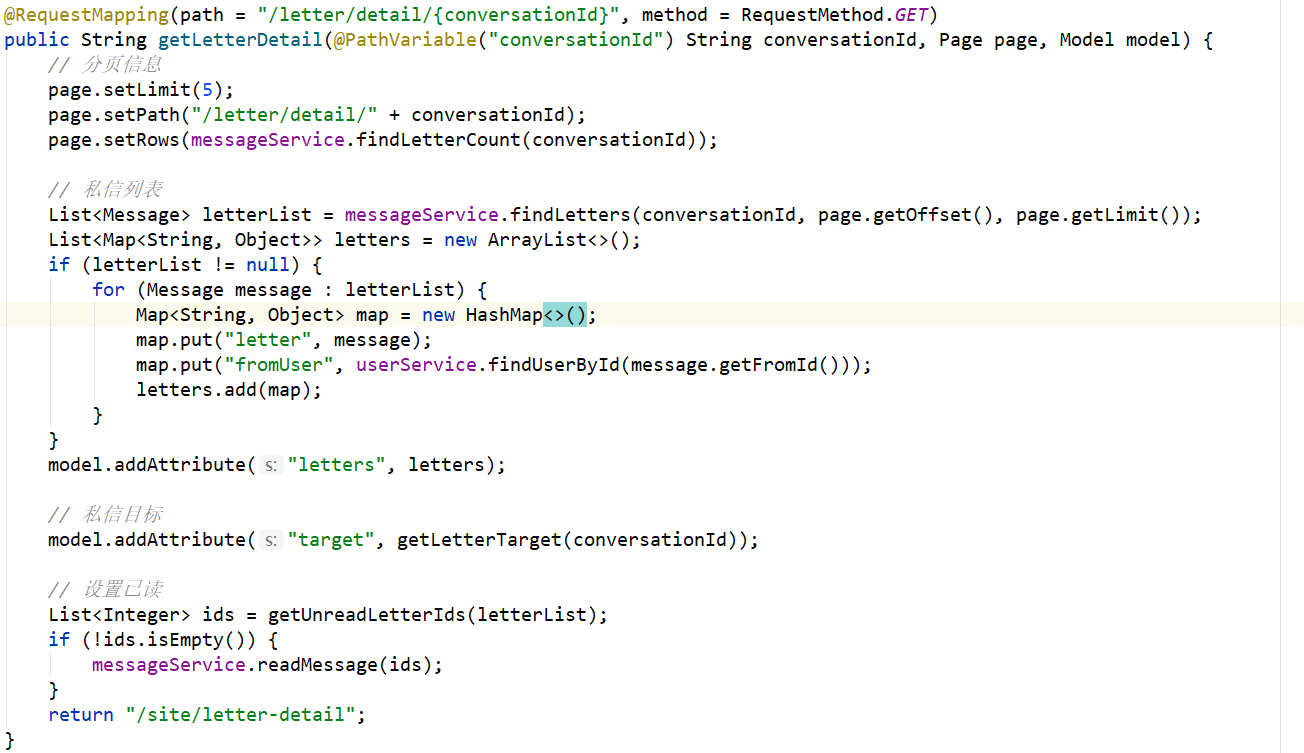 @RequestMapping(path = "/letter/detail/{conversationId}", method = RequestMethod.GET)
public String getLetterDetail(@PathVariable("conversationId") String conversationId, Page page, Model model) {
// 分页信息
page.setLimit(5);
page.setPath("/letter/detail/" + conversationId);
page.setRows(messageService.findLetterCount(conversationId));
// 私信列表
List<Message> letterList = messageService.findLetters(conversationId, page.getOffset(), page.getLimit());
List<Map<String, Object>> letters = new ArrayList<>();
if (letterList != null) {
for (Message message : letterList) {
Map<String, Object> map = new HashMap<>();
map.put("letter", message);
map.put("fromUser", userService.findUserById(message.getFromId()));
letters.add(map);
}
}
model.addAttribute( s: "letters", letters);
// 私信目标
model.addAttribute( s: "target", getLetterTarget(conversationId));
// 设置已读
List<Integer> ids = getUnreadLetterIds(letterList);
if (!ids.isEmpty()) {
messageService.readMessage(ids);
}
return "/site/letter-detail";
}